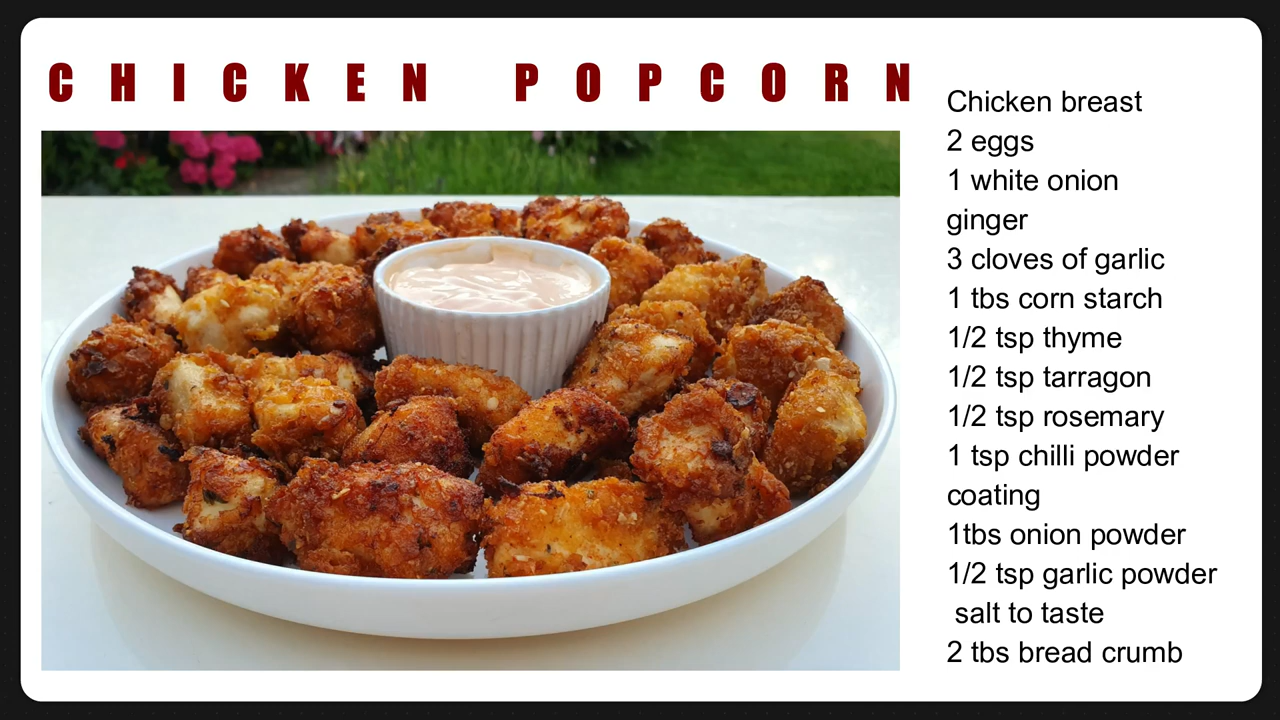 CHICKEN POPCORN
Chicken breast
2 eggs
1 white onion
ginger
3 cloves of garlic
1 tbs corn starch
1/2 tsp thyme
1/2 tsp tarragon
1/2 tsp rosemary
1 tsp chilli powder
coating
1tbs onion powder
1/2 tsp garlic powder
salt to taste
2 tbs bread crumb